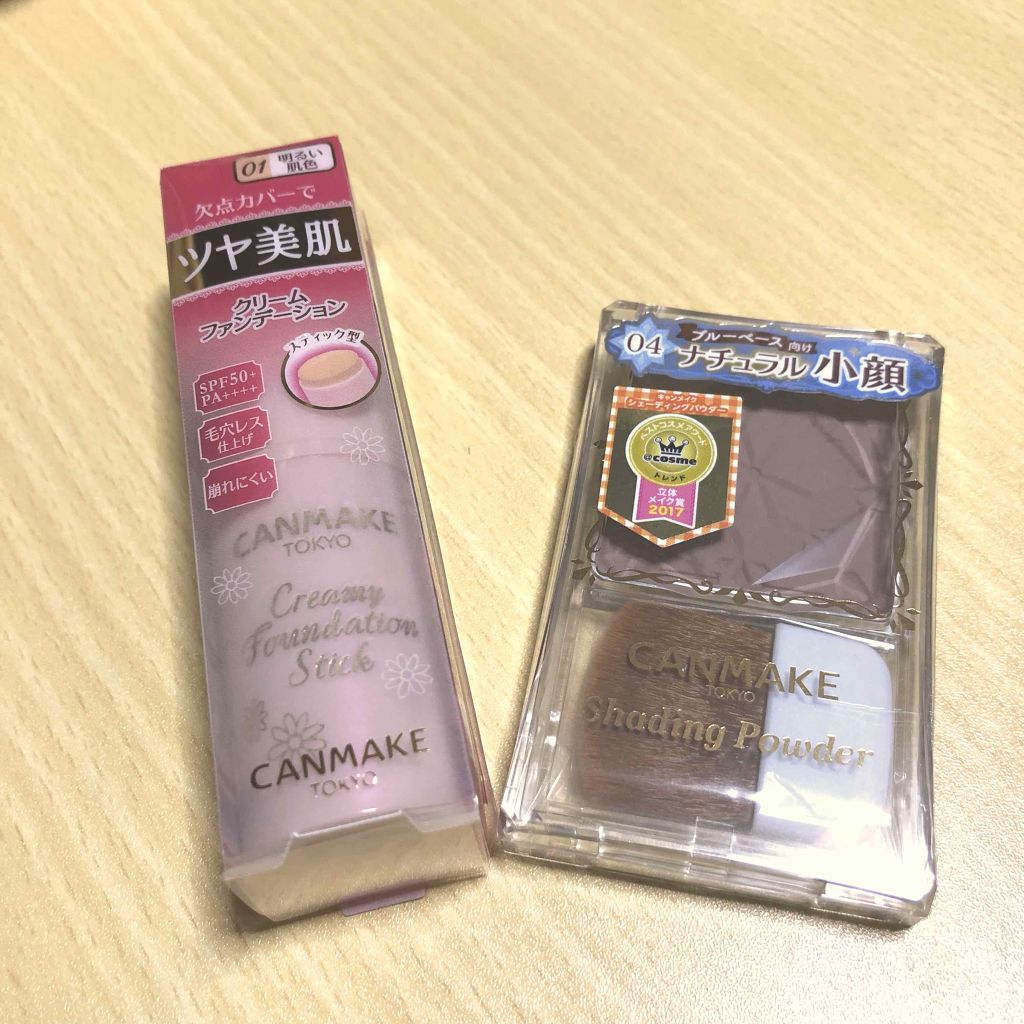 01
明るい
肌色
欠点カバーで
ツヤ美肌
クリーム
ファンデーション
スティック型
SPF50+
PA++++
毛穴レス
仕上げ
崩れにくい
CANMAKE
TOKYO
Creamy
Foundation
Stick
CANMAKE
TOKYO
04
ブルーベース向け
ナチュラル小顔
キャンメイク
シェーディングパウダー
ベストコスメアワード
@cosme
トレンド
立体
メイク賞
2017
CANMAKE
TOKYO
Shading Powder